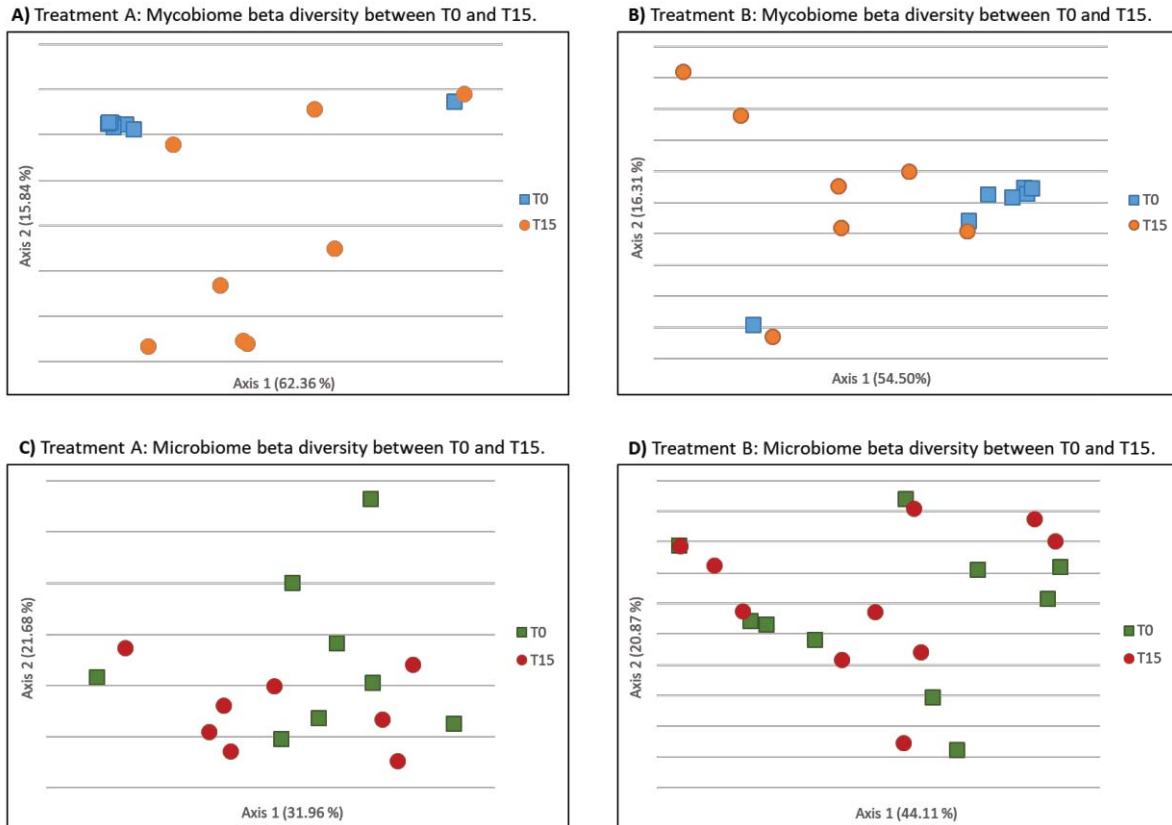 A) Treatment A: Mycobiome beta diversity between T0 and T15.
Axis 2 (15.84 %)
T0
T15
Axis 1 (62.36 %)
B) Treatment B: Mycobiome beta diversity between T0 and T15.
Axis 2 (16.31 %)
T0
T15
Axis 1 (54.50%)
C) Treatment A: Microbiome beta diversity between T0 and T15.
Axis 2 (21.68 %)
T0
T15
Axis 1 (31.96 %)
D) Treatment B: Microbiome beta diversity between T0 and T15.
Axis 2 (20.87 %)
T0
T15
Axis 1 (44.11 %)